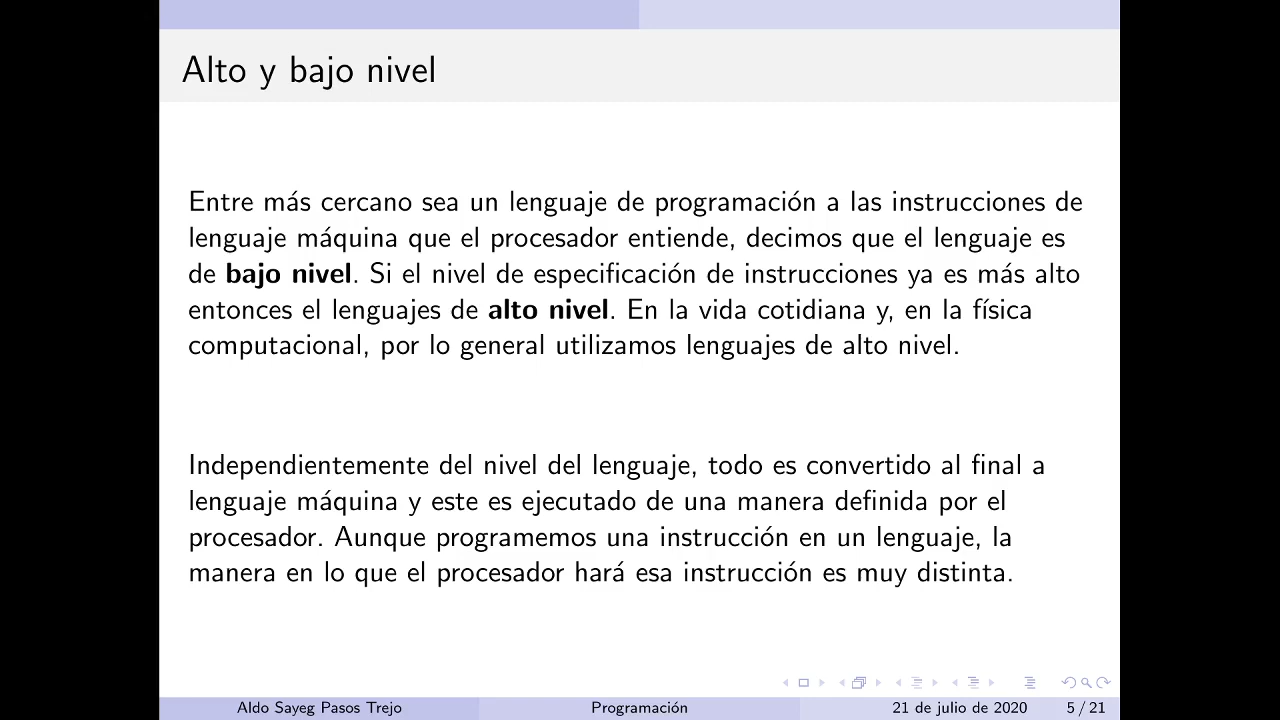 Alto y bajo nivel
Entre más cercano sea un lenguaje de programación a las instrucciones de
lenguaje máquina que el procesador entiende, decimos que el lenguaje es
de bajo nivel. Si el nivel de especificación de instrucciones ya es más alto
entonces el lenguajes de alto nivel. En la vida cotidiana y, en la física
computacional, por lo general utilizamos lenguajes de alto nivel.
Independientemente del nivel del lenguaje, todo es convertido al final a
lenguaje máquina y este es ejecutado de una manera definida por el
procesador. Aunque programemos una instrucción en un lenguaje, la
manera en lo que el procesador hará esa instrucción es muy distinta.
Aldo Sayeg Pasos Trejo Programación 21 de julio de 2020 5 / 21